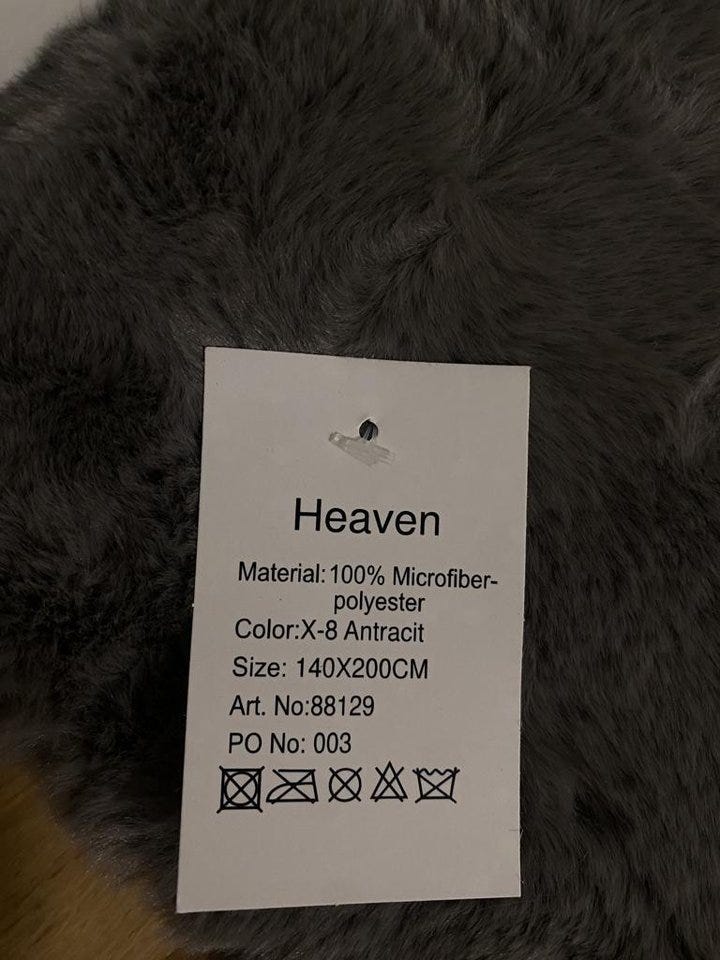 Heaven
Material: 100% Microfiber-
polyester
Color:X-8 Antracit
Size: 140X200CM
Art. No:88129
PO No: 003